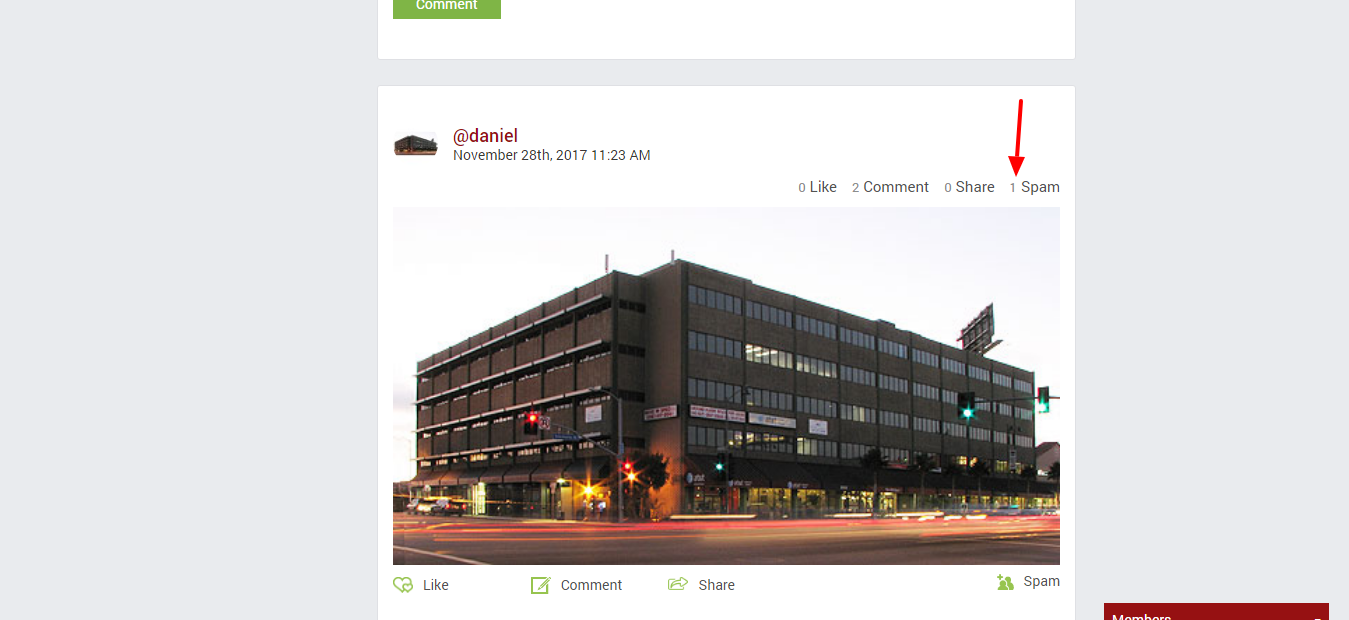 Comment
@daniel
November 28th, 2017 11:23 AM
0 Like 2 Comment 0 Share 1 Spam
at&t
Like Comment Share Spam
Members